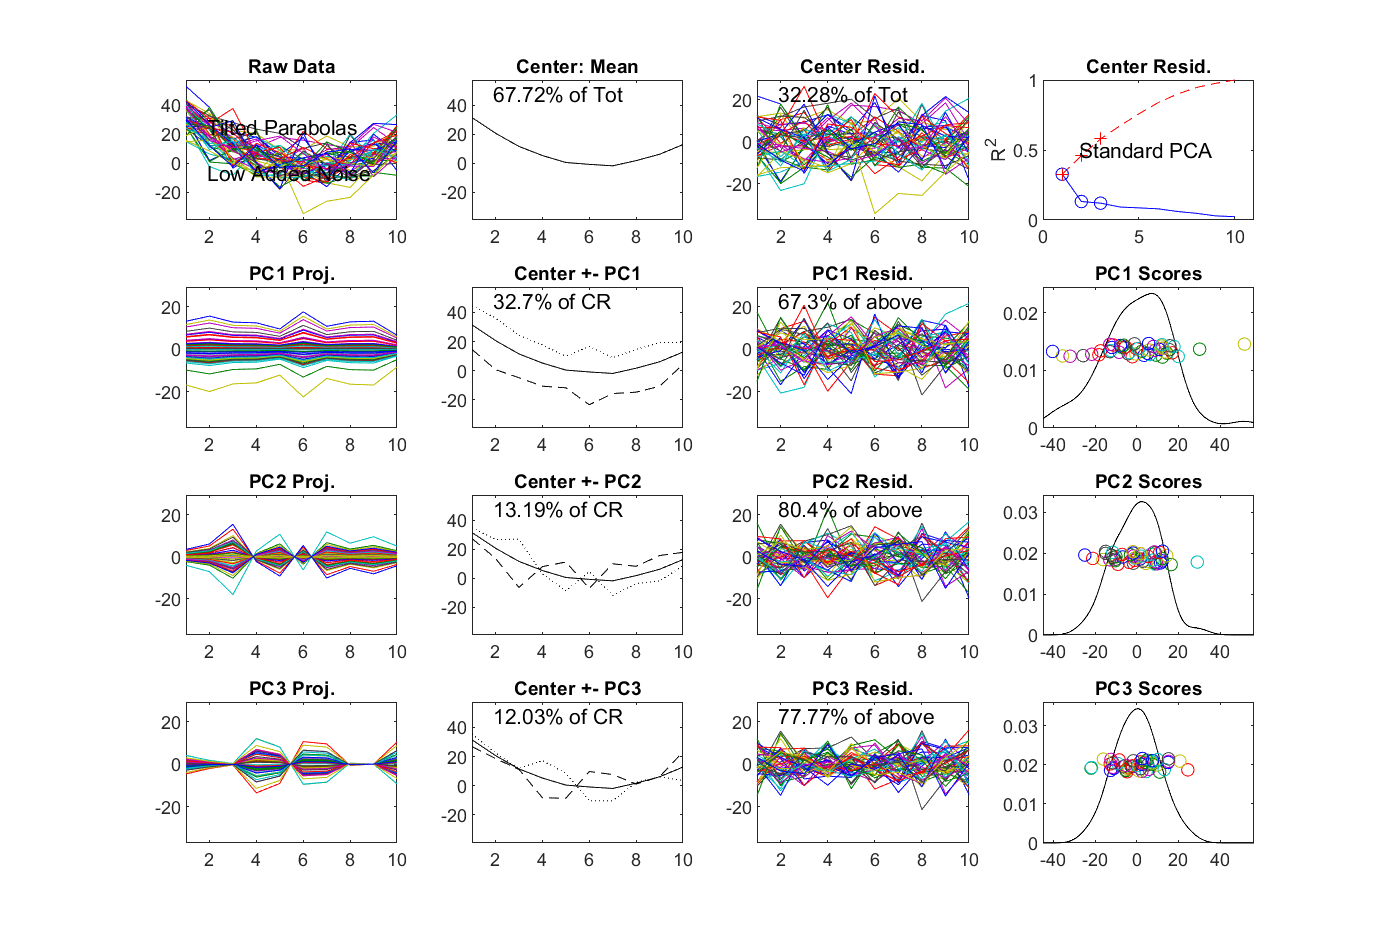 Raw Data
40
20
0
-20
Tilted Parabolas
Low Added Noise
2 4 6 8 10
Center: Mean
67.72% of Tot
40
20
0
-20
2 4 6 8 10
Center Resid.
32.28% of Tot
20
0
-20
2 4 6 8 10
Center Resid.
R2
1
0.5
0
Standard PCA
0 5 10
PC1 Proj.
20
0
-20
2 4 6 8 10
Center +- PC1
32.7% of CR
40
20
0
-20
2 4 6 8 10
PC1 Resid.
67.3% of above
20
0
-20
2 4 6 8 10
PC1 Scores
0.02
0.01
0
-40 -20 0 20 40
PC2 Proj.
20
0
-20
2 4 6 8 10
Center +- PC2
13.19% of CR
40
20
0
-20
2 4 6 8 10
PC2 Resid.
80.4% of above
20
0
-20
2 4 6 8 10
PC2 Scores
0.03
0.02
0.01
0
-40 -20 0 20 40
PC3 Proj.
20
0
-20
2 4 6 8 10
Center +- PC3
12.03% of CR
40
20
0
-20
2 4 6 8 10
PC3 Resid.
77.77% of above
20
0
-20
2 4 6 8 10
PC3 Scores
0.03
0.02
0.01
0
-40 -20 0 20 40